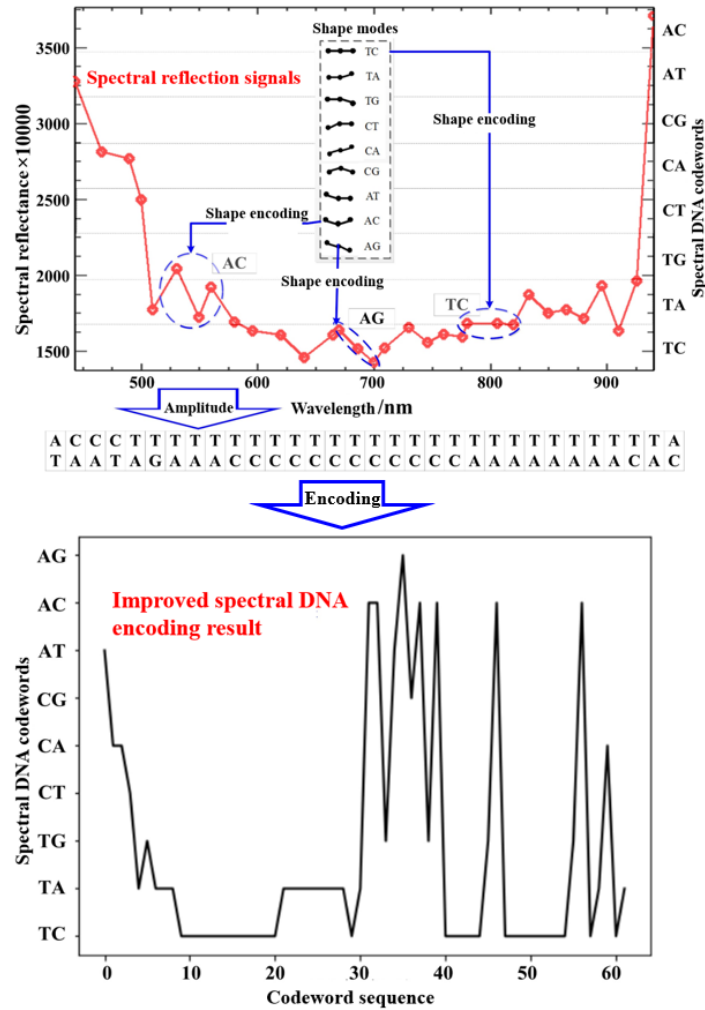 Shape modes
3500
3000
2500
2000
1500
Spectral reflectance×10000
Spectral reflection signals
TC
TA
TG
CT
CA
CG
AT
AC
AG
Shape encoding
Shape encoding
Shape encoding
AC
AG
TC
AC
AT
CG
CA
CT
TG
TA
TC
Spectral DNA codewords
500
600
700
800
900
Wavelength/nm
Amplitude
A C C C T T T T T T T T T T T T T T T T T T T T T T T T T T T A
T A A T A G A A A C C C C C C C C C C C C A A A A A A A A C A C
Encoding
AG
AC
AT
CG
CA
CT
TG
TA
TC
Spectral DNA codewords
Improved spectral DNA
encoding result
0
10
20
30
40
50
60
Codeword sequence